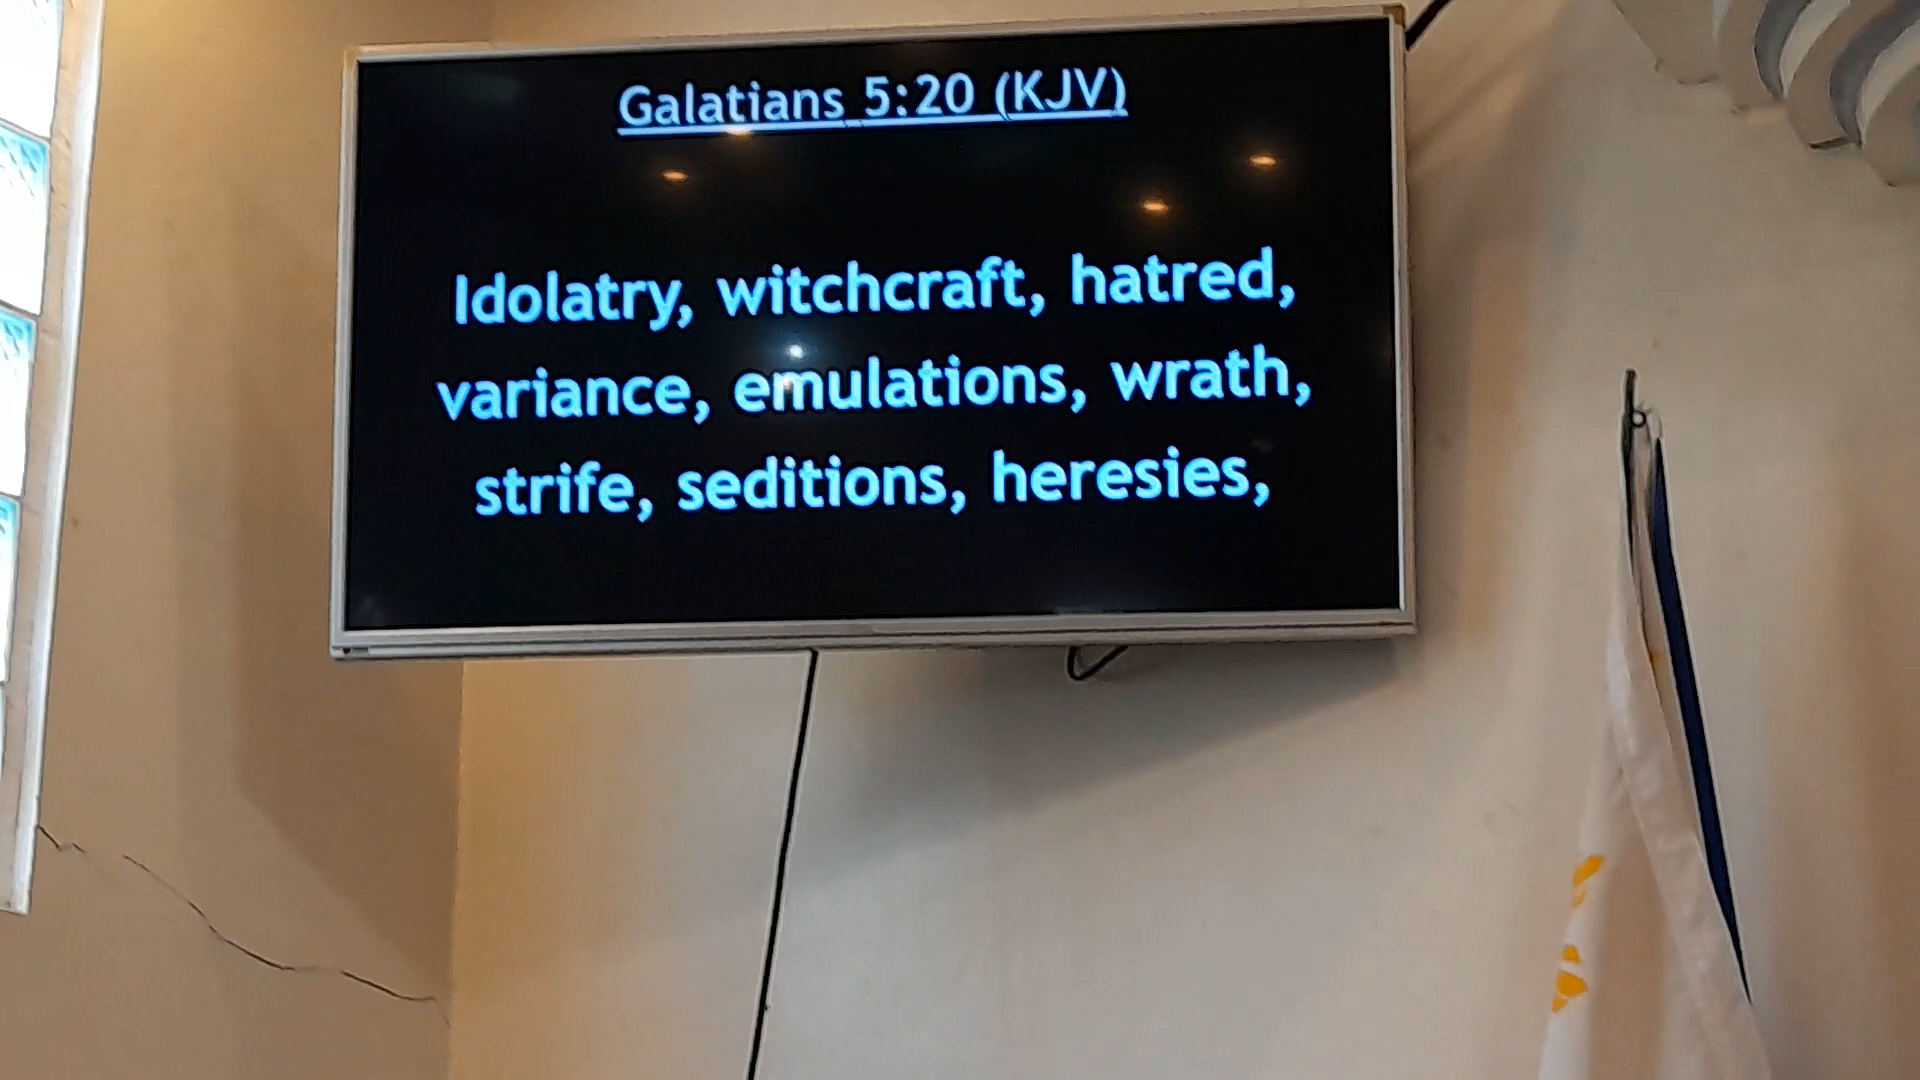 Galatians 5:20 (KJV)
Idolatry, witchcraft, hatred,
variance, emulations, wrath,
strife, seditions, heresies,